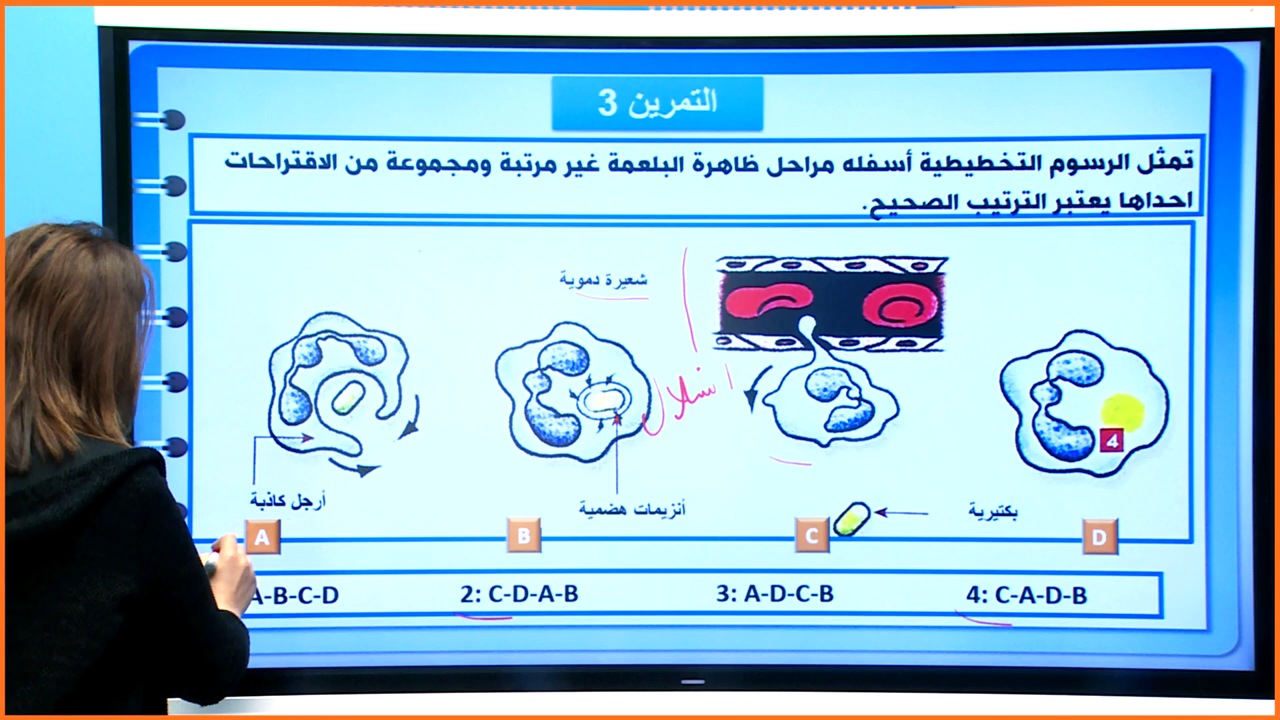 التمرين 3
تمثل الرسوم التخطيطية أسفله مراحل ظاهرة البلعمة غير مرتبة ومجموعة من الاقتراحات
احداها يعتبر الترتيب الصحيح.
شعيرة دموية
انسلال
4
أرجل كاذبة
أنزيمات هضمية
بكتيرية
A
B
C
D
A-B-C-D
2: C-D-A-B
3: A-D-C-B
4: C-A-D-B